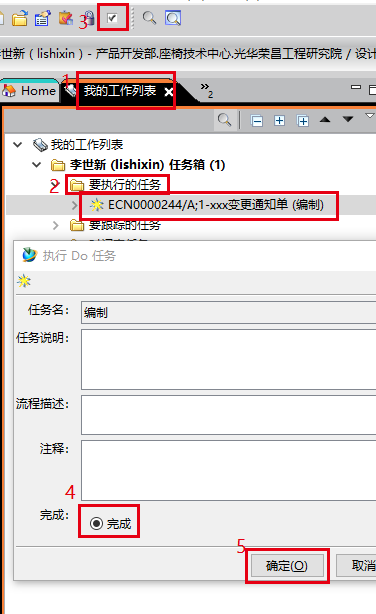 3
李世新 ( lishixin ) - 产品开发部.座椅技术中心.光华荣昌工程研究院 / 设计
1
Home
我的工作列表
2
我的工作列表
李世新 (lishixin) 任务箱 (1)
2
要执行的任务
ECN0000244/A;1-xxx变更通知单 (编制)
要跟踪的任务
执行 Do 任务
任务名:
编制
任务说明:
流程描述:
注释:
4
完成:
完成
5
确定(O)
取消